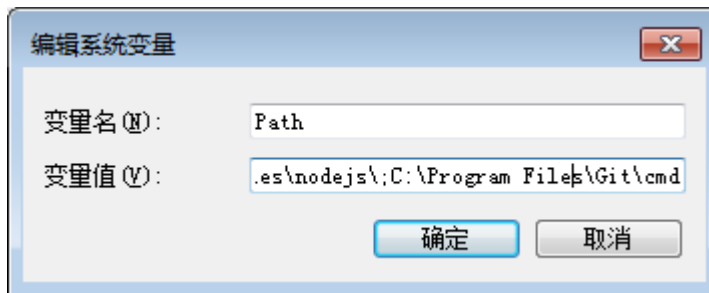 编辑系统变量
变量名(N): Path
变量值(V): .es\nodejs\;C:\Program Files\Git\cmd
确定 取消